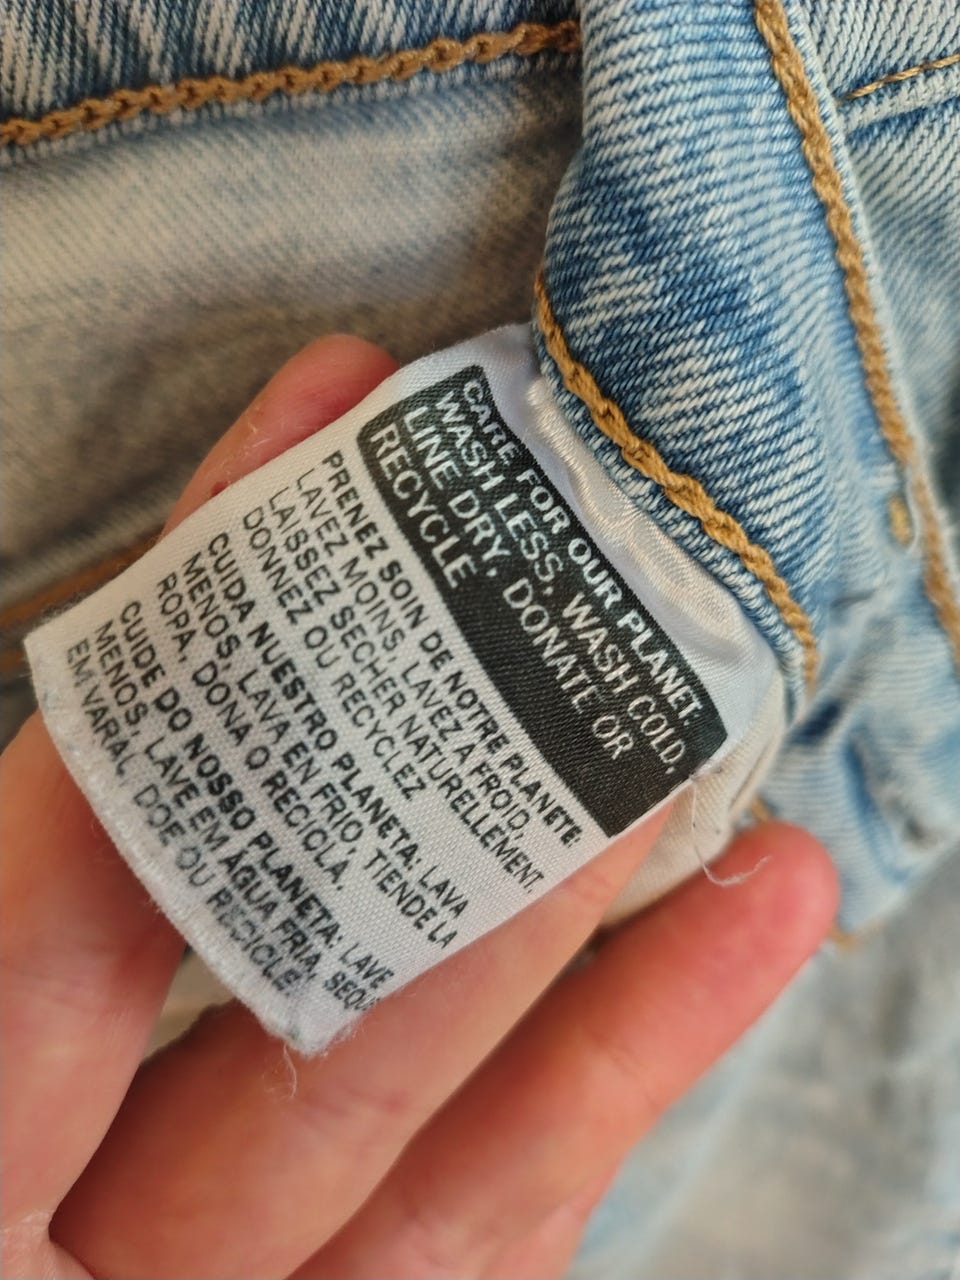 CARE FOR OUR PLANET:
WASH LESS, WASH COLD,
LINE DRY, DONATE OR
RECYCLE
PRENEZ SOIN DE NOTRE PLANETE:
LAVEZ MOINS, LAVEZ A FROID,
LAISSEZ SECHER NATURELLEMENT,
DONNEZ OU RECYCLEZ
CUIDA NUESTRO PLANETA: LAVA
MENOS, LAVA EN FRIO, TIENDE LA
ROPA, DONA O RECICLA.
CUIDE DO NOSSO PLANETA: LAVE
MENOS, LAVE EM ÁGUA FRIA, SEQUE
EM VARAL, DOE OU RECICLE.